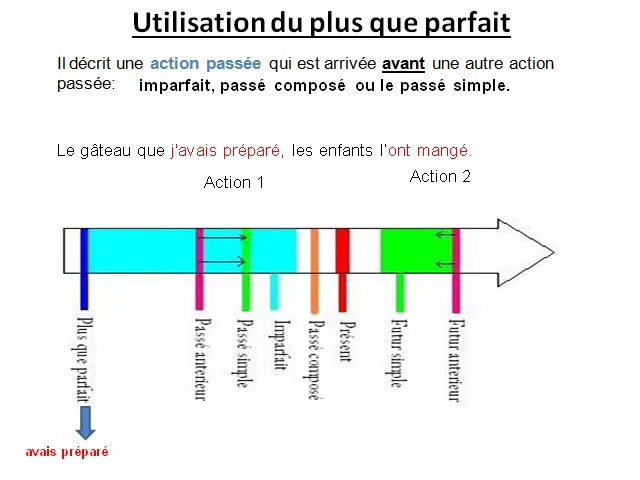 Utilisation du plus que parfait
Il décrit une action passée qui est arrivée avant une autre action
passée: imparfait, passé composé ou le passé simple.
Le gâteau que j'avais préparé, les enfants l'ont mangé.
Action 1
Action 2
Plus que parfait
Passé anterieur
Passé simple
Imparfait
Passé composé
Présent
Futur simple
Futur anterieur
avais préparé